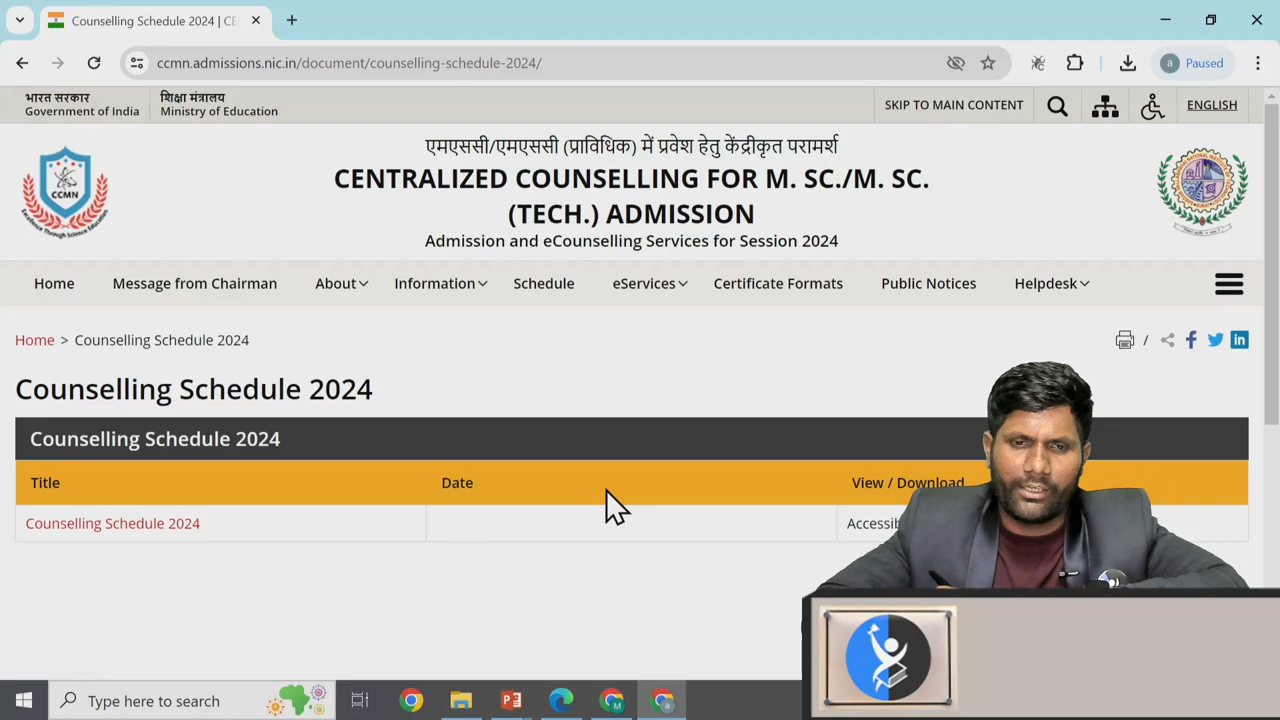 Counselling Schedule 2024 | CE
ccmn.admissions.nic.in/document/counselling-schedule-2024/
a Paused
भारत सरकार
Government of India
शिक्षा मंत्रालय
Ministry of Education
SKIP TO MAIN CONTENT
ENGLISH
एमएससी/एमएससी (प्राविधिक) में प्रवेश हेतु केंद्रीकृत परामर्श
CENTRALIZED COUNSELLING FOR M. SC./M. SC.
(TECH.) ADMISSION
Admission and eCounselling Services for Session 2024
CCMN
Home Message from Chairman About Information Schedule eServices Certificate Formats Public Notices Helpdesk
Home > Counselling Schedule 2024
/
Counselling Schedule 2024
Counselling Schedule 2024
Title Date View / Download
Counselling Schedule 2024 Accessib
Type here to search